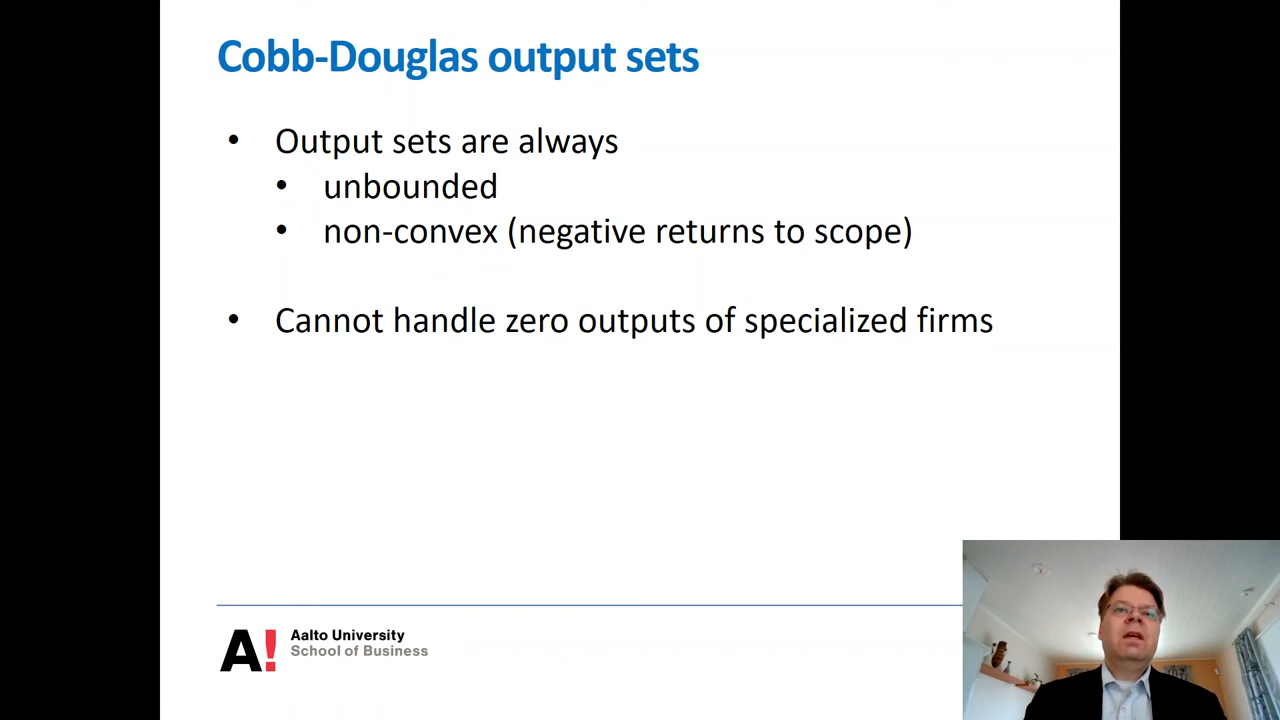 Cobb-Douglas output sets
• Output sets are always
• unbounded
• non-convex (negative returns to scope)
• Cannot handle zero outputs of specialized firms
A! Aalto University
School of Business